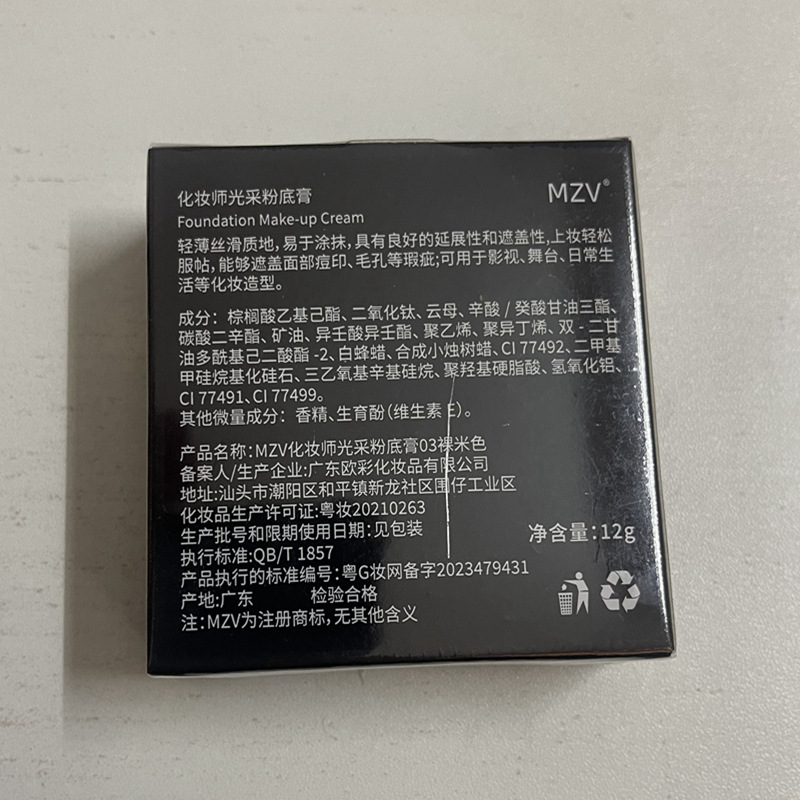 化妆师光采粉底膏
MZV®
Foundation Make-up Cream
轻薄丝滑质地,易于涂抹,具有良好的延展性和遮盖性,上妆轻松
服帖,能够遮盖面部痘印、毛孔等瑕疵;可用于影视、舞台、日常生
活等化妆造型。
成分：棕榈酸乙基己酯、二氧化钛、云母、辛酸/癸酸甘油三酯、
碳酸二辛酯、矿油、异壬酸异壬酯、聚乙烯、聚异丁烯、双-二甘
油多酰基己二酸酯-2、白蜂蜡、合成小烛树蜡、CI 77492、二甲基
甲硅烷基化硅石、三乙氧基辛基硅烷、聚羟基硬脂酸、氢氧化铝、
CI 77491、CI 77499。
其他微量成分：香精、生育酚(维生素 E)。
产品名称:MZV化妆师光采粉底膏03裸米色
备案人/生产企业:广东欧彩化妆品有限公司
地址:汕头市潮阳区和平镇新龙社区围仔工业区
化妆品生产许可证:粤妆20210263
生产批号和限期使用日期:见包装
净含量:12g
执行标准:QB/T 1857
产品执行的标准编号:粤G妆网备字2023479431
产地:广东 检验合格
注:MZV为注册商标,无其他含义